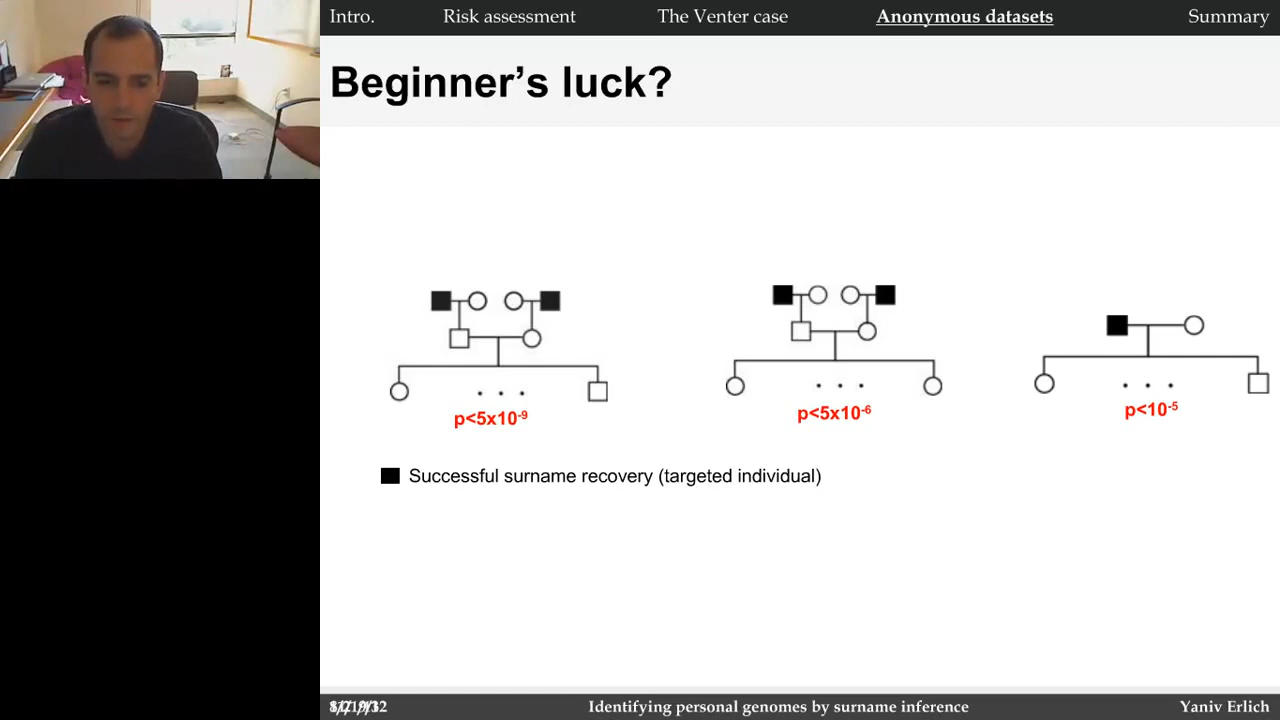 Intro. Risk assessment The Venter case Anonymous datasets Summary
Beginner's luck?
p<5x10-9 p<5x10-6 p<10-5
Successful surname recovery (targeted individual)
Identifying personal genomes by surname inference Yaniv Erlich